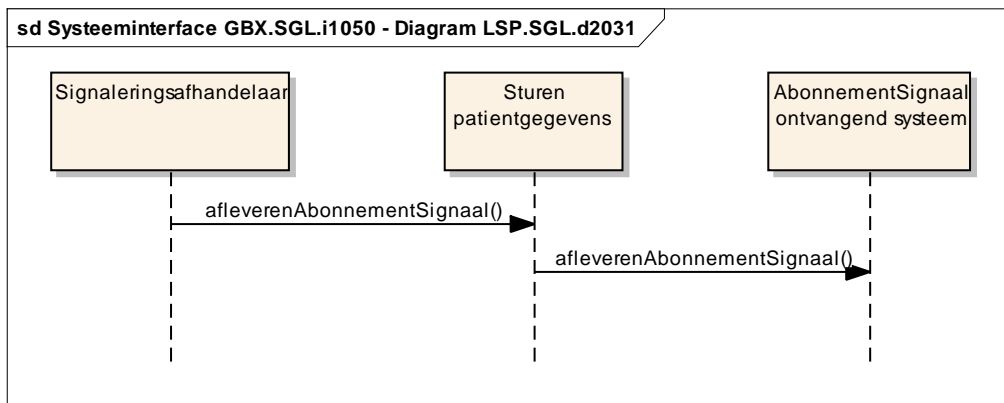 sd Systeeminterface GBX.SGL.i1050 - Diagram LSP.SGL.d2031
Signaleringsafhandelaar
Sturen
patientgegevens
AbonnementSignaal
ontvangend systeem
afleverenAbonnementSignaal()
afleverenAbonnementSignaal()